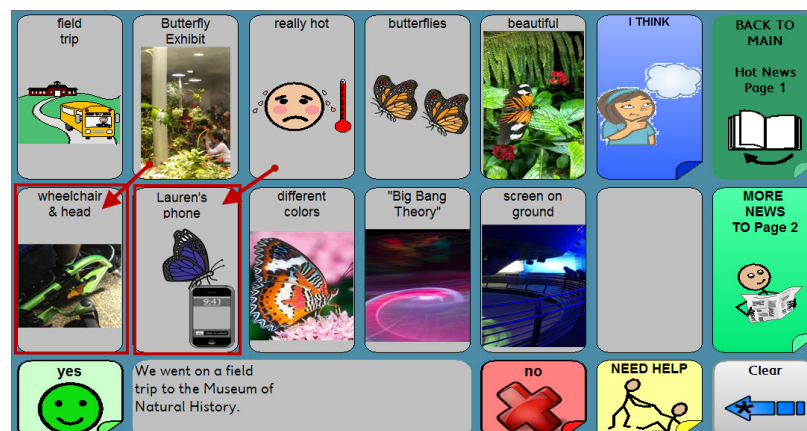 field
trip
Butterfly
Exhibit
really hot
butterflies
beautiful
I THINK
BACK TO
MAIN
Hot News
Page 1
wheelchair
& head
Lauren's
phone
9:41
different
colors
"Big Bang
Theory"
screen on
ground
MORE
NEWS
TO Page 2
yes
We went on a field
trip to the Museum of
Natural History.
no
NEED HELP
Clear